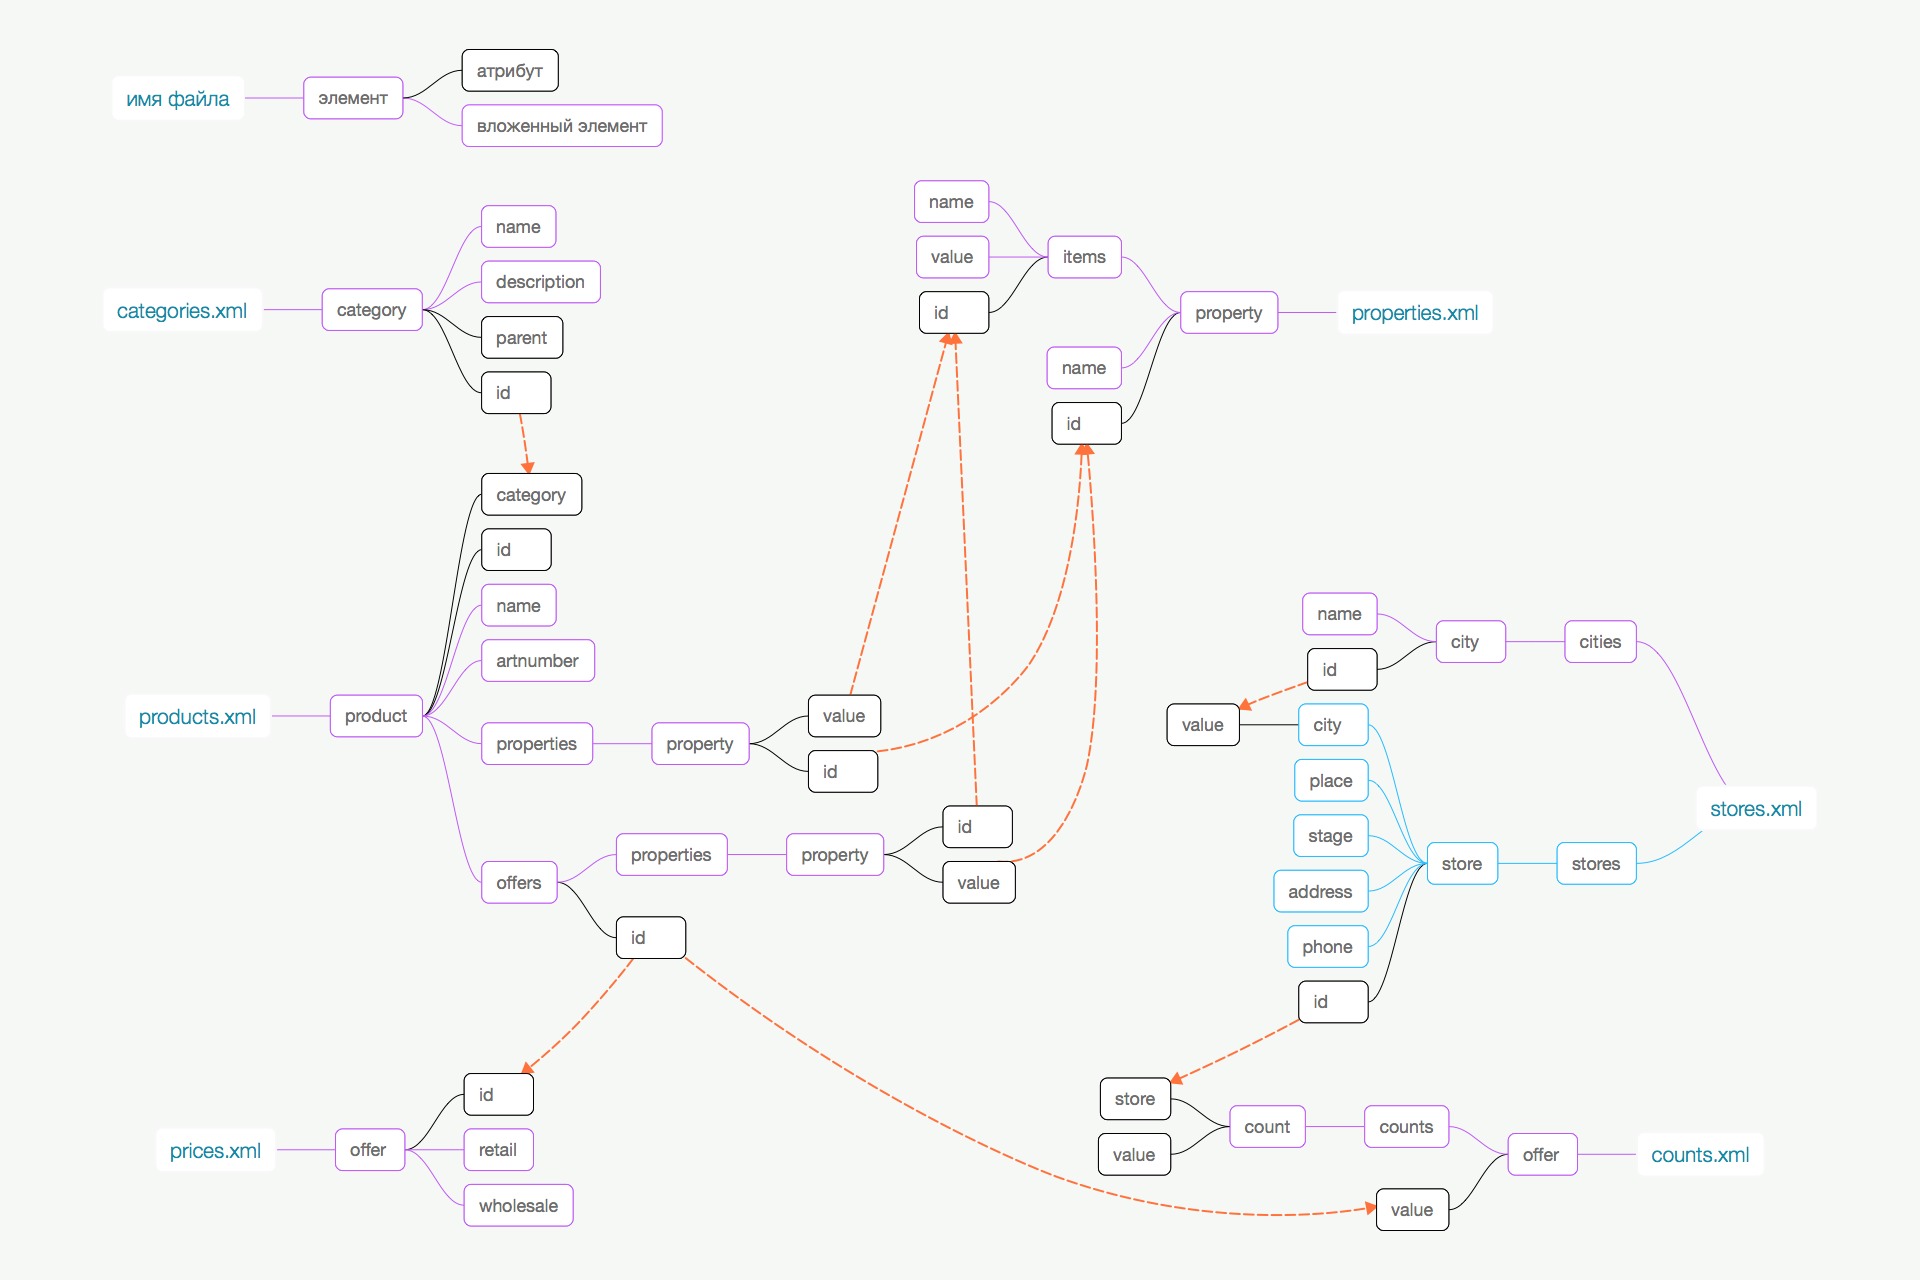 имя файла
элемент
атрибут
вложенный элемент
categories.xml
category
name
description
parent
id
products.xml
product
category
id
name
artnumber
properties
property
value
id
offers
properties
property
id
value
id
prices.xml
offer
id
retail
wholesale
name
value
id
items
name
id
property
properties.xml
name
id
city
cities
value
city
place
stage
address
phone
id
store
stores
stores.xml
store
value
count
counts
value
offer
counts.xml